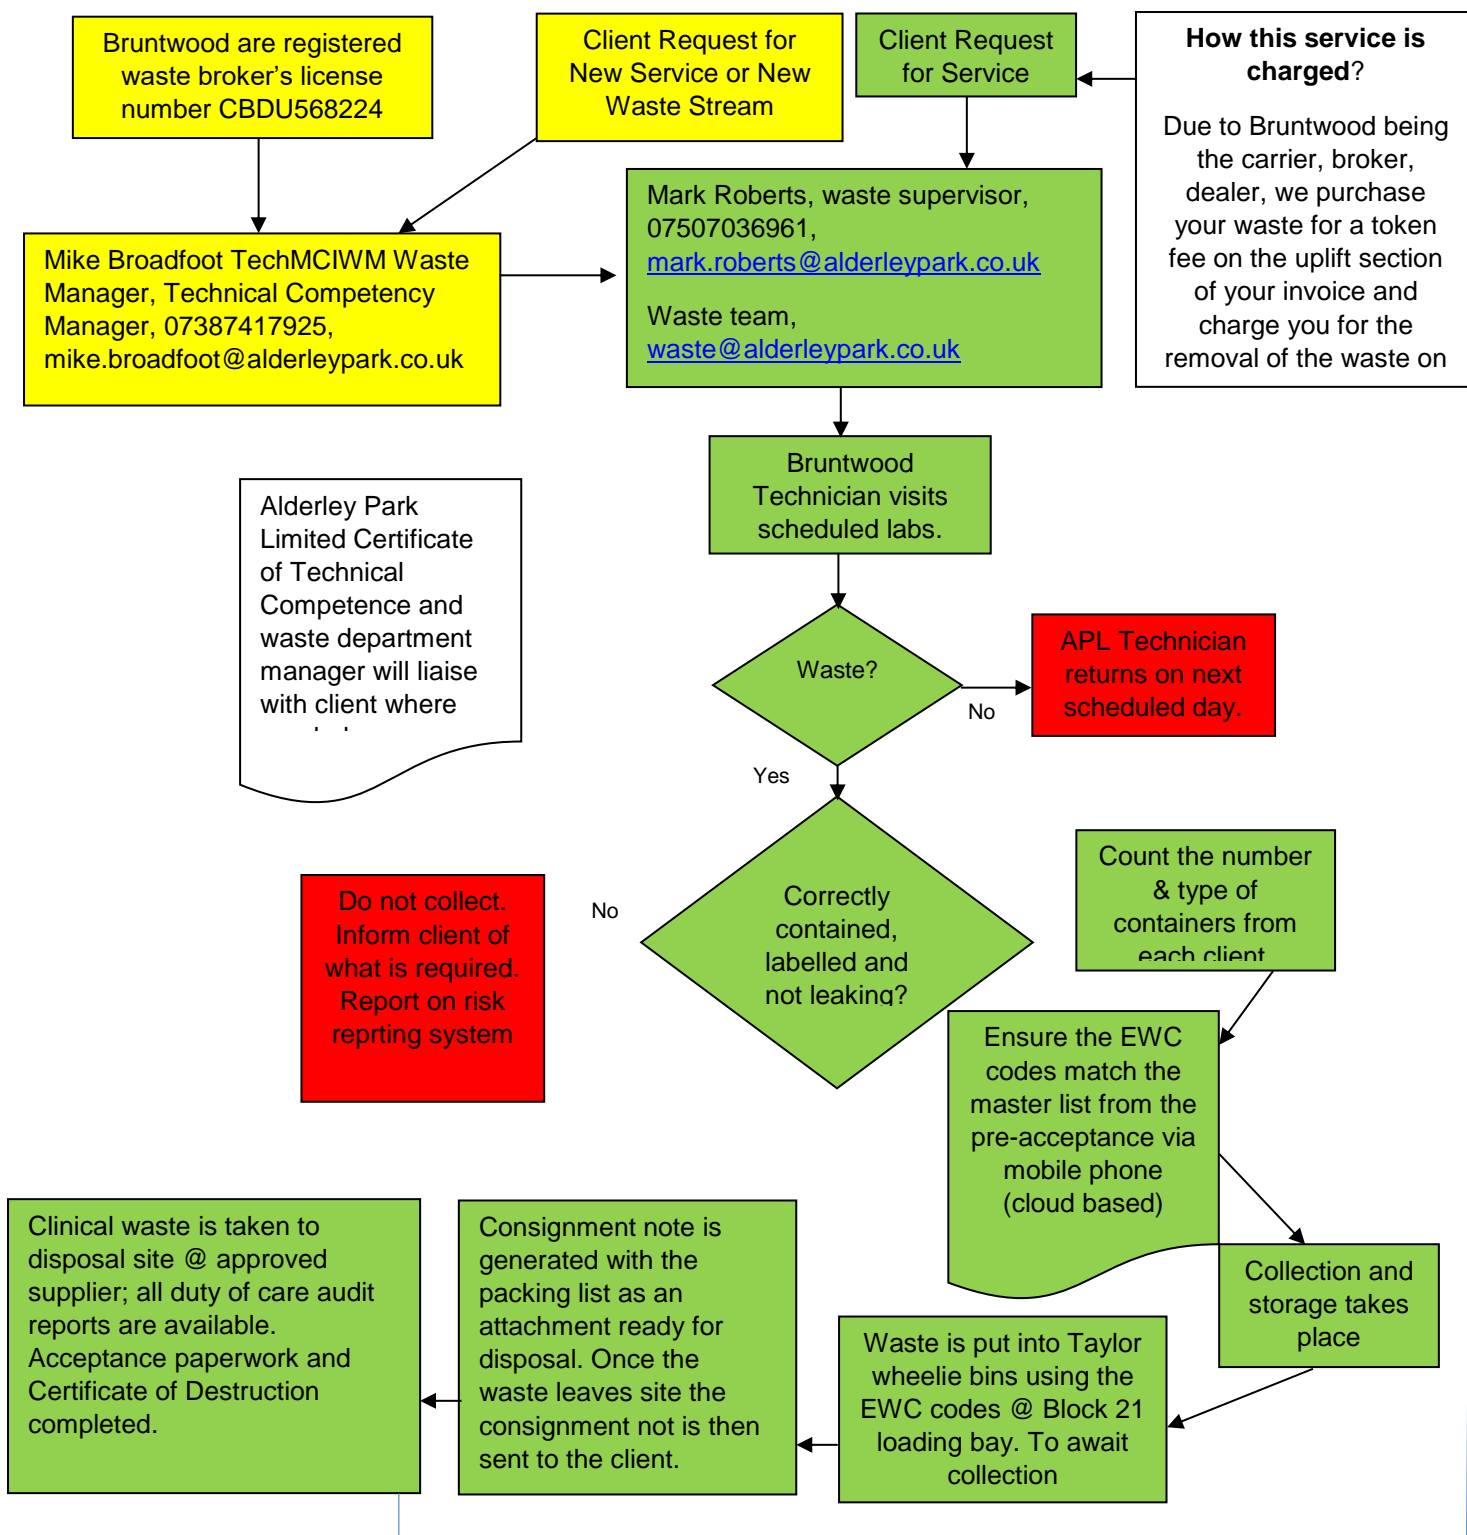 Bruntwood are registered
waste broker's license
number CBDU568224
Client Request for
New Service or New
Waste Stream
Client Request
for Service
How this service is
charged?
Due to Bruntwood being
the carrier, broker,
dealer, we purchase
your waste for a token
fee on the uplift section
of your invoice and
charge you for the
removal of the waste on
Mike Broadfoot TechMCIWM Waste
Manager, Technical Competency
Manager, 07387417925,
mike.broadfoot@alderleypark.co.uk
Mark Roberts, waste supervisor,
07507036961,
mark.roberts@alderleypark.co.uk
Waste team,
waste@alderleypark.co.uk
Bruntwood
Technician visits
scheduled labs.
Alderley Park
Limited Certificate
of Technical
Competence and
waste department
manager will liaise
with client where
Waste?
No
APL Technician
returns on next
scheduled day.
Yes
Correctly
contained,
labelled and
not leaking?
No
Do not collect.
Inform client of
what is required.
Report on risk
reprting system
Count the number
& type of
containers from
each client
Ensure the EWC
codes match the
master list from the
pre-acceptance via
mobile phone
(cloud based)
Collection and
storage takes
place
Waste is put into Taylor
wheelie bins using the
EWC codes @ Block 21
loading bay. To await
collection
Consignment note is
generated with the
packing list as an
attachment ready for
disposal. Once the
waste leaves site the
consignment not is then
sent to the client.
Clinical waste is taken to
disposal site @ approved
supplier; all duty of care audit
reports are available.
Acceptance paperwork and
Certificate of Destruction
completed.